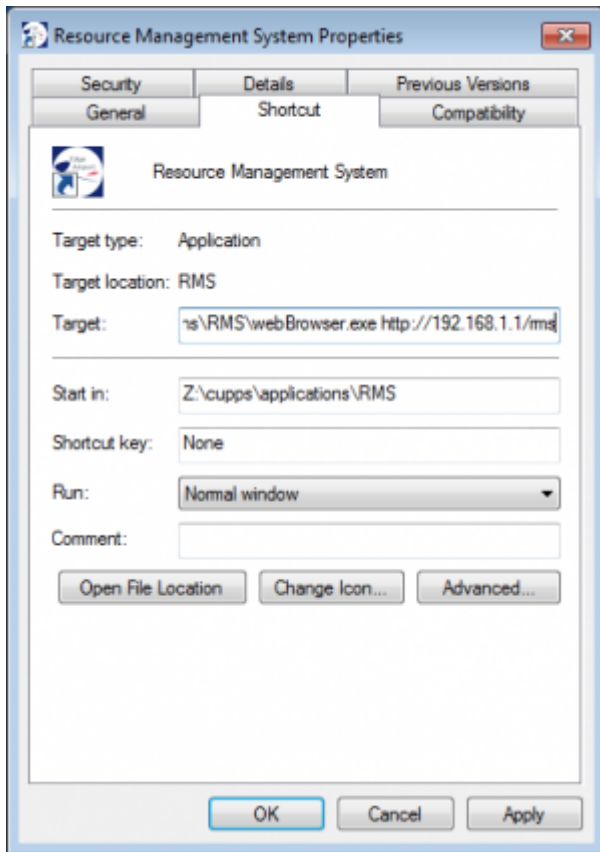 Resource Management System Properties
Security Details Previous Versions
General Shortcut Compatibility
Resource Management System
Target type: Application
Target location: RMS
Target: ns\RMS\webBrowser.exe http://192.168.1.1/rms
Start in: Z:\cupps\applications\RMS
Shortcut key: None
Run: Normal window
Comment:
Open File Location Change Icon... Advanced...
OK Cancel Apply